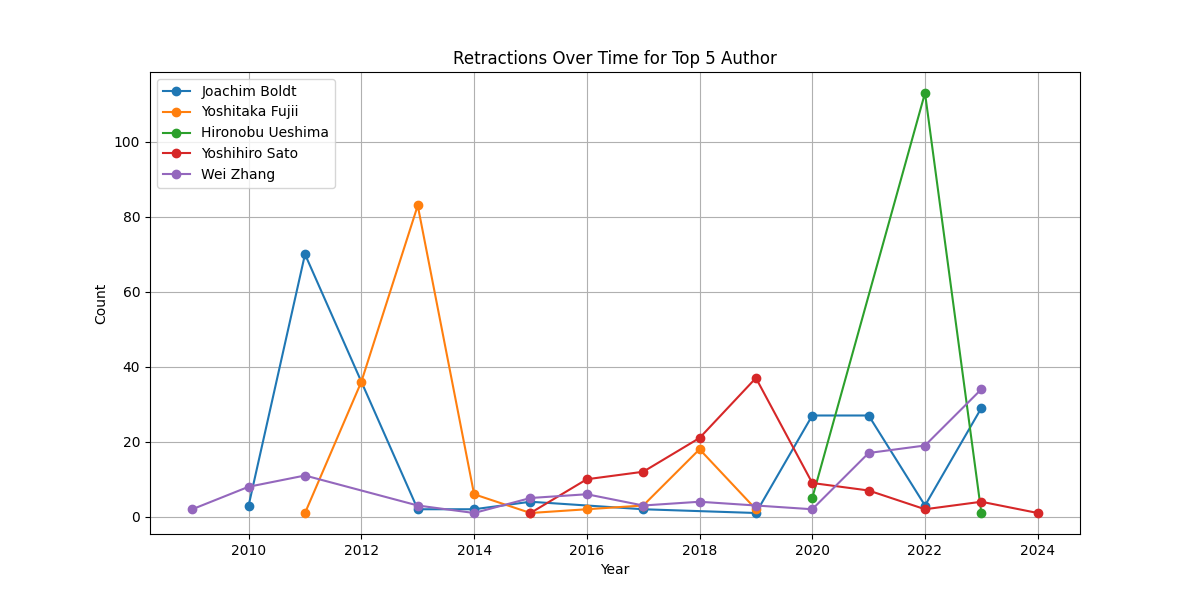 Retractions Over Time for Top 5 Author
Joachim Boldt
Yoshitaka Fujii
Hironobu Ueshima
Yoshihiro Sato
Wei Zhang
Count
100
80
60
40
20
0
2010 2012 2014 2016 2018 2020 2022 2024
Year